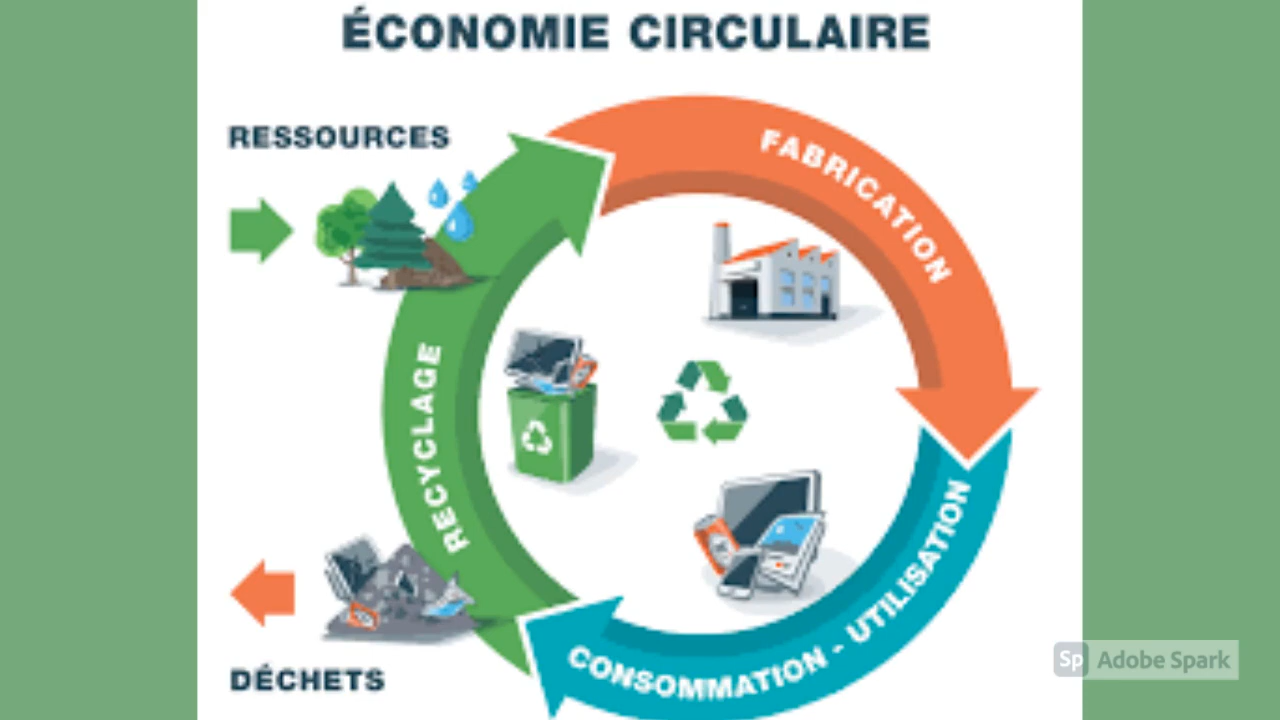 ÉCONOMIE CIRCULAIRE
RESSOURCES
FABRICATION
RECYCLAGE
CONSOMMATION - UTILISATION
DÉCHETS
Sp Adobe Spark